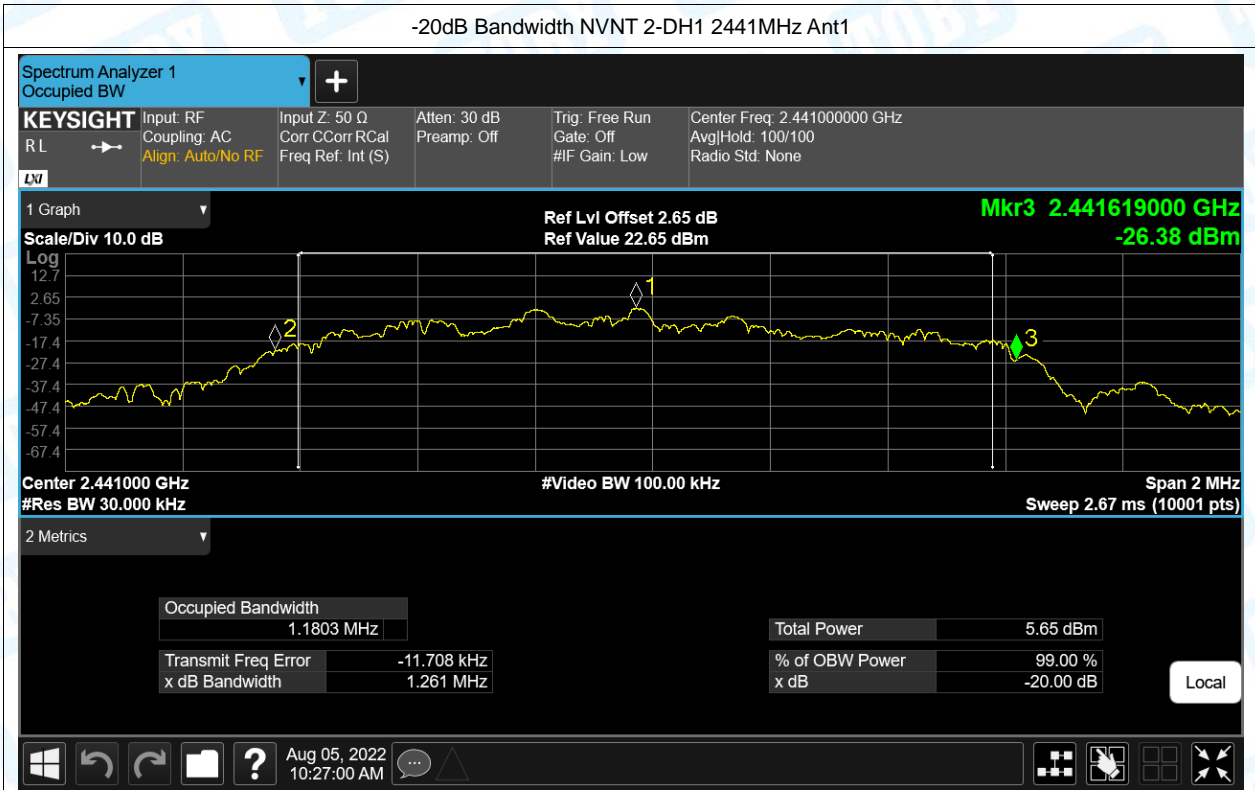 -20dB Bandwidth NVNT 2-DH1 2441MHz Ant1
Spectrum Analyzer 1
Occupied BW
KEYSIGHT
R L
LXI
Input: RF
Coupling: AC
Align: Auto/No RF
Input Z: 50 Ω
Corr CCorr RCal
Freq Ref: Int (S)
Atten: 30 dB
Preamp: Off
Trig: Free Run
Gate: Off
#IF Gain: Low
Center Freq: 2.441000000 GHz
Avg|Hold: 100/100
Radio Std: None
1 Graph
Scale/Div 10.0 dB
Ref Lvl Offset 2.65 dB
Ref Value 22.65 dBm
Mkr3 2.441619000 GHz
-26.38 dBm
Log
12.7
2.65
-7.35
-17.4
-27.4
-37.4
-47.4
-57.4
-67.4
1
2
3
Center 2.441000 GHz
#Res BW 30.000 kHz
#Video BW 100.00 kHz
Span 2 MHz
Sweep 2.67 ms (10001 pts)
2 Metrics
Occupied Bandwidth
1.1803 MHz
Transmit Freq Error -11.708 kHz
x dB Bandwidth 1.261 MHz
Total Power 5.65 dBm
% of OBW Power 99.00 %
x dB -20.00 dB
Local
?
Aug 05, 2022
10:27:00 AM